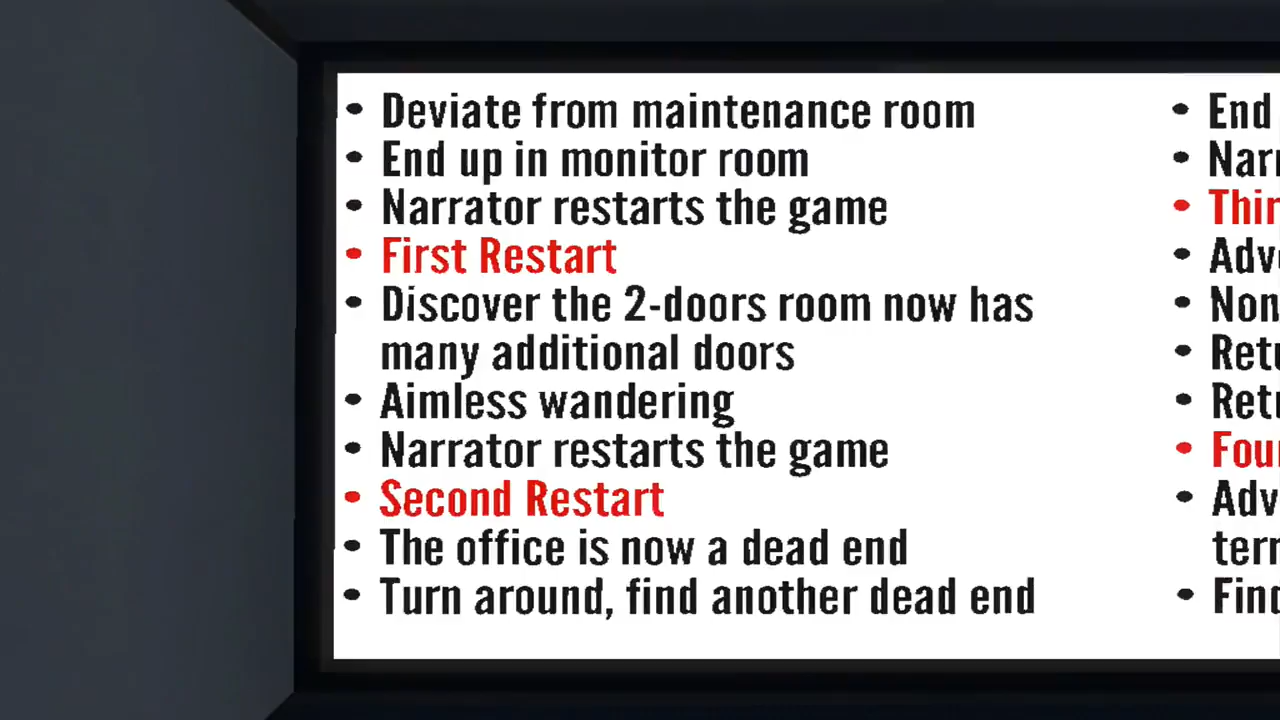 • Deviate from maintenance room
• End up in monitor room
• Narrator restarts the game
• First Restart
• Discover the 2-doors room now has
many additional doors
• Aimless wandering
• Narrator restarts the game
• Second Restart
• The office is now a dead end
• Turn around, find another dead end
• End